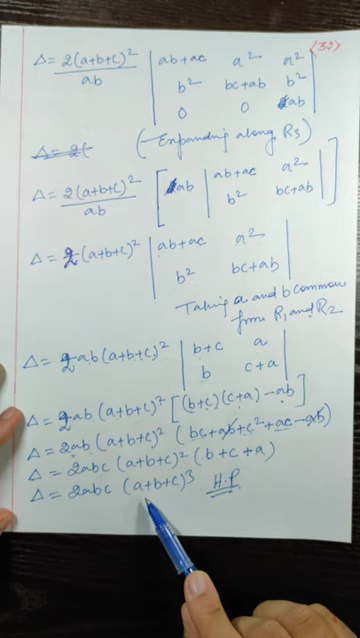 (32)
Δ = 2(a+b+c)²/ab | ab+ac a² a² |
| b² bc+ab b² |
| 0 0 ab |
(Expanding along R₃)
Δ = 2(a+b+c)²/ab [ ab | ab+ac a² | ]
| b² bc+ab |
Δ = 2(a+b+c)² | ab+ac a² |
| b² bc+ab |
Taking a and b common
from R₁ and R₂
Δ = 2ab(a+b+c)² | b+c a |
| b c+a |
Δ = 2ab(a+b+c)² [(b+c)(c+a)-ab]
Δ = 2ab(a+b+c)² (bc+ab+c²+ac-ab)
Δ = 2abc (a+b+c)² (b+c+a)
Δ = 2abc (a+b+c)³ H.P